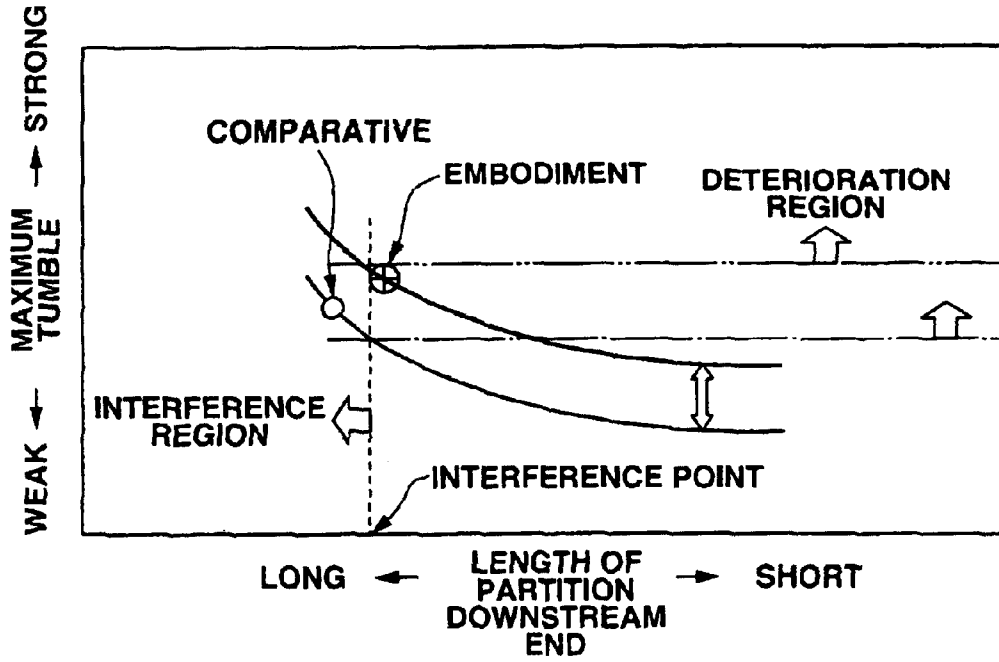 WEAK ← MAXIMUM → STRONG
TUMBLE
COMPARATIVE
EMBODIMENT
DETERIORATION
REGION
INTERFERENCE
REGION
INTERFERENCE POINT
LONG ← LENGTH OF → SHORT
PARTITION
DOWNSTREAM
END